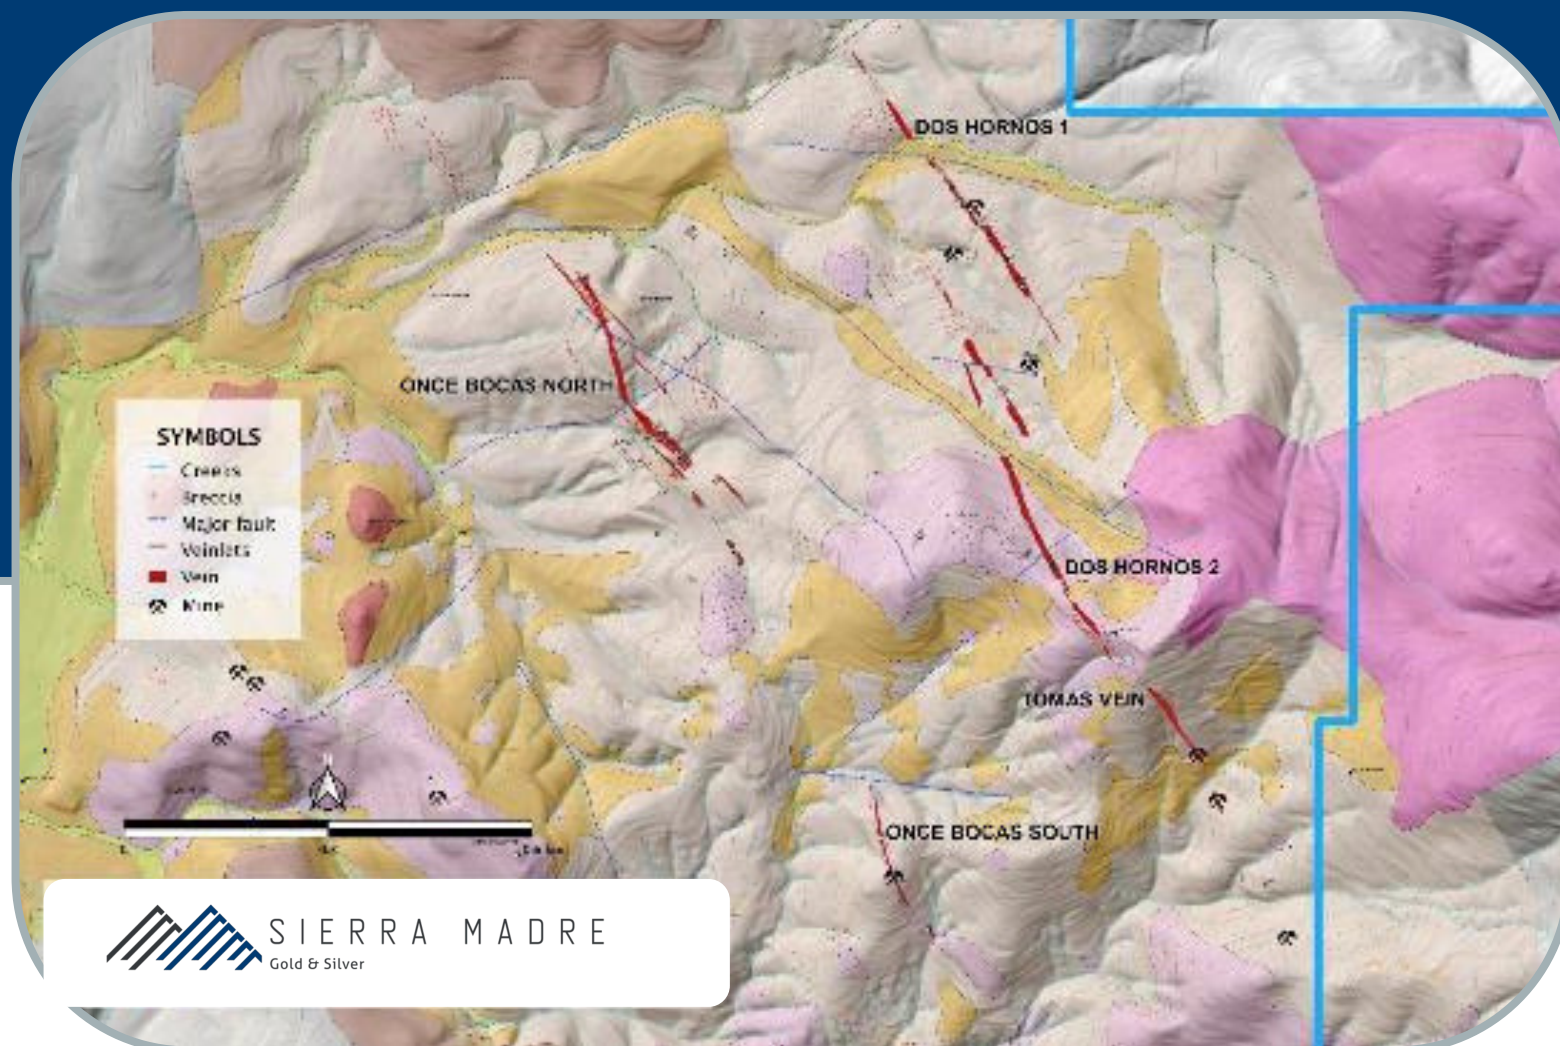 DOS HORNOS 1
ONCE BOCAS NORTH
SYMBOLS
Creeks
Breccia
Major fault
Veinlets
Vein
Mine
DOS HORNOS 2
TOMAS VEIN
N
ONCE BOCAS SOUTH
SIERRA MADRE
Gold & Silver